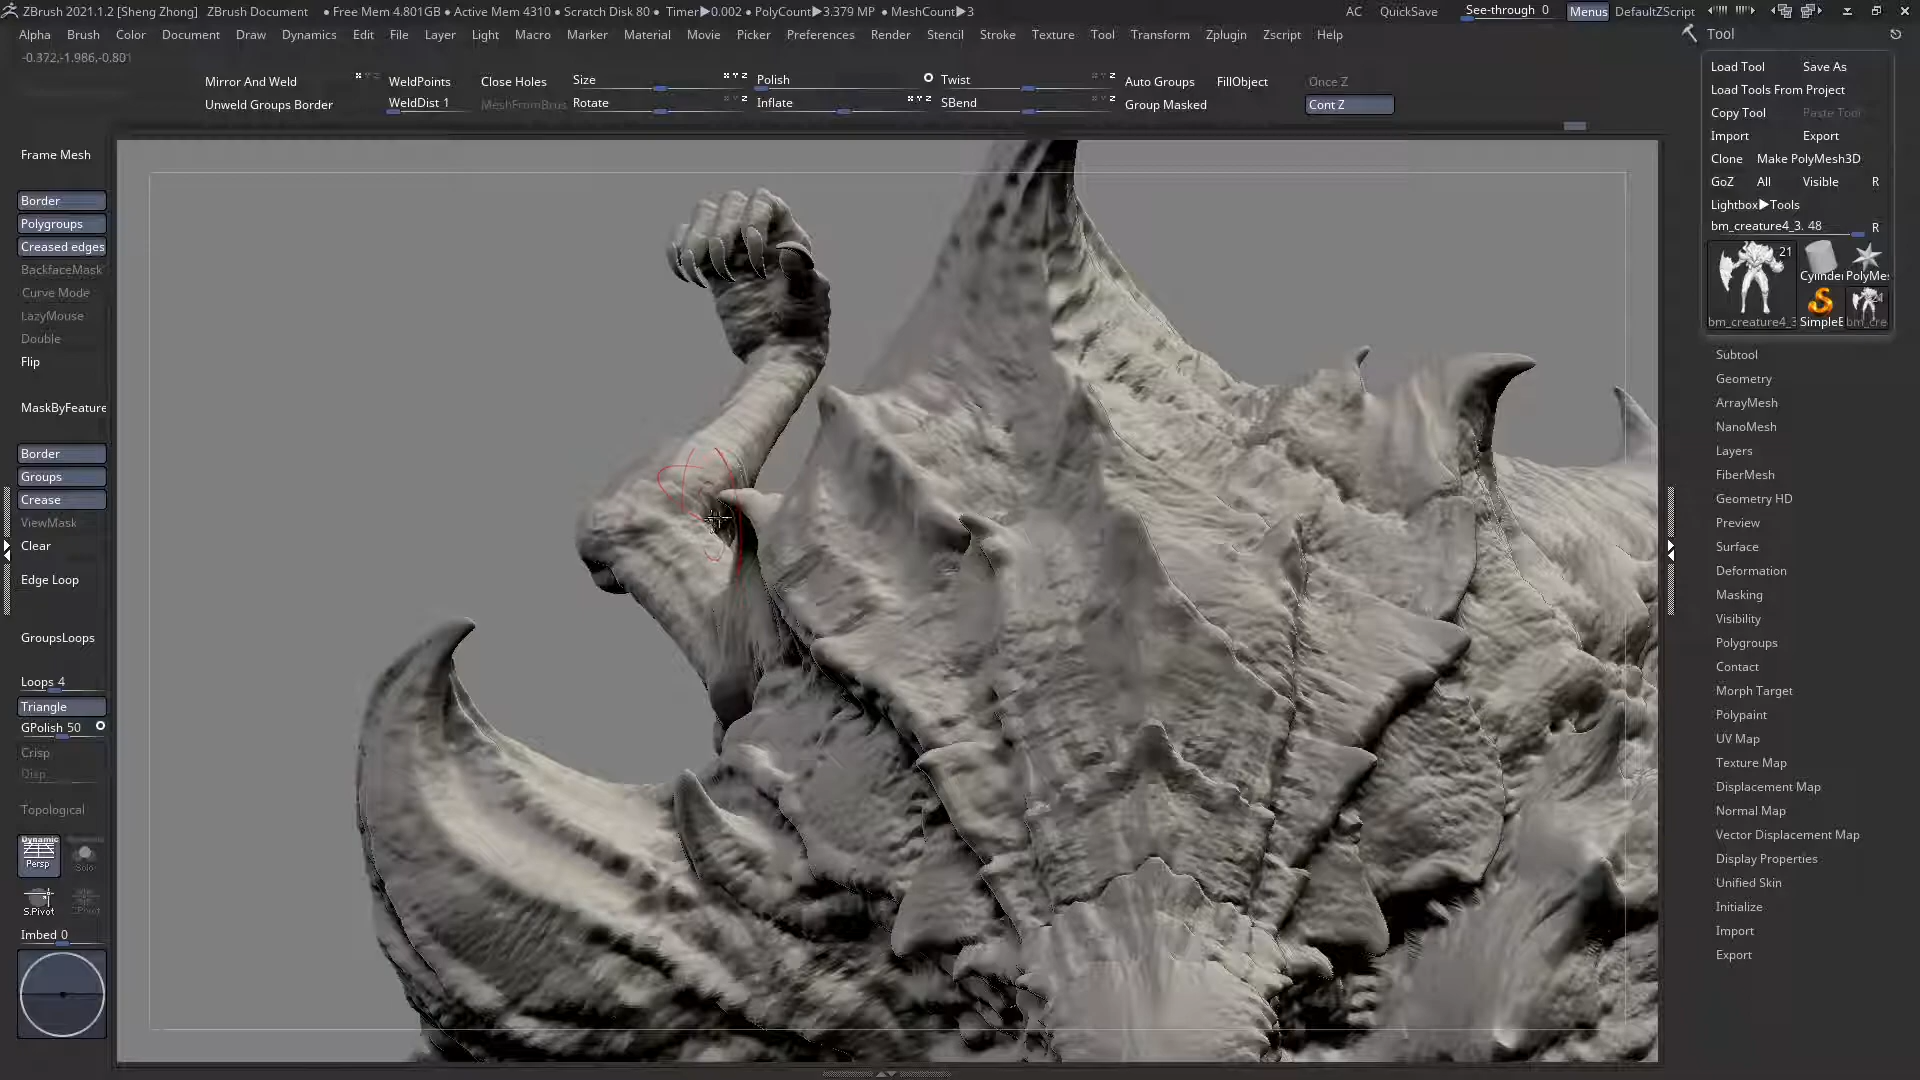 ZBrush 2021.1.2 [Sheng Zhong] ZBrush Document • Free Mem 4.801GB • Active Mem 4310 • Scratch Disk 80 • Timer▶0.002 • PolyCount▶3.379 MP • MeshCount▶3 AC QuickSave See-through 0 Menus DefaultZScript
Alpha Brush Color Document Draw Dynamics Edit File Layer Light Macro Marker Material Movie Picker Preferences Render Stencil Stroke Texture Tool Transform Zplugin Zscript Help
-0.372,-1.986,-0.801
Mirror And Weld WeldPoints Close Holes Size Polish Twist Auto Groups FillObject Once Z
Unweld Groups Border WeldDist 1 MeshFromBrus Rotate Inflate SBend Group Masked Cont Z
Frame Mesh
Border
Polygroups
Creased edges
BackfaceMask
Curve Mode
LazyMouse
Double
Flip
MaskByFeature
Border
Groups
Crease
ViewMask
Clear
Edge Loop
GroupsLoops
Loops 4
Triangle
GPolish 50
Crisp
Disp
Topological
Dynamic
Persp Solo
S.Pivot
Imbed 0
Tool
Load Tool Save As
Load Tools From Project
Copy Tool Paste Tool
Import Export
Clone Make PolyMesh3D
GoZ All Visible R
Lightbox▶Tools
bm_creature4_3. 48 R
21
Cylinder PolyMe
bm_creature4_3 SimpleB bm_cre
Subtool
Geometry
ArrayMesh
NanoMesh
Layers
FiberMesh
Geometry HD
Preview
Surface
Deformation
Masking
Visibility
Polygroups
Contact
Morph Target
Polypaint
UV Map
Texture Map
Displacement Map
Normal Map
Vector Displacement Map
Display Properties
Unified Skin
Initialize
Import
Export